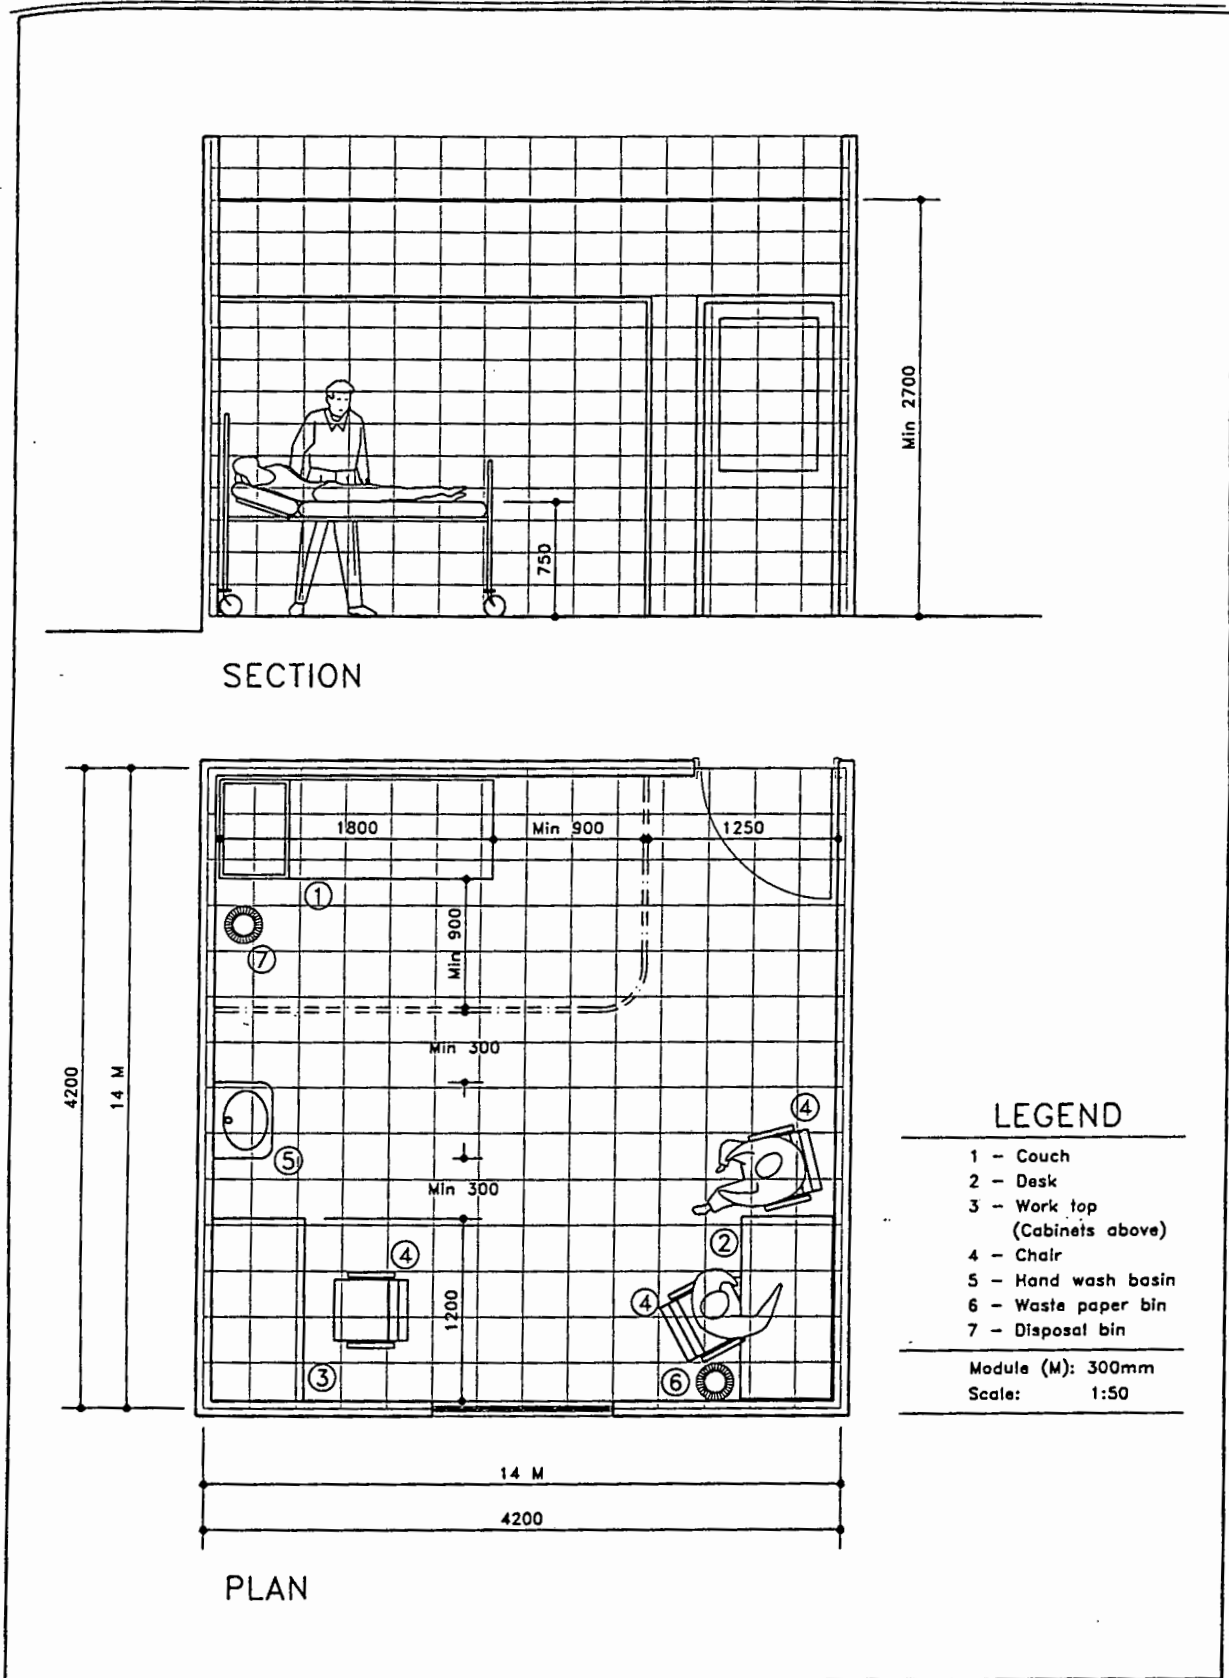 Min 2700
750
SECTION
1800
Min 900
1250
1
Min 900
7
Min 300
4200
14 M
4
5
Min 300
2
4
4
1200
3
6
LEGEND
1 - Couch
2 - Desk
3 - Work top
(Cabinets above)
4 - Chair
5 - Hand wash basin
6 - Waste paper bin
7 - Disposal bin
Module (M): 300mm
Scale: 1:50
14 M
4200
PLAN